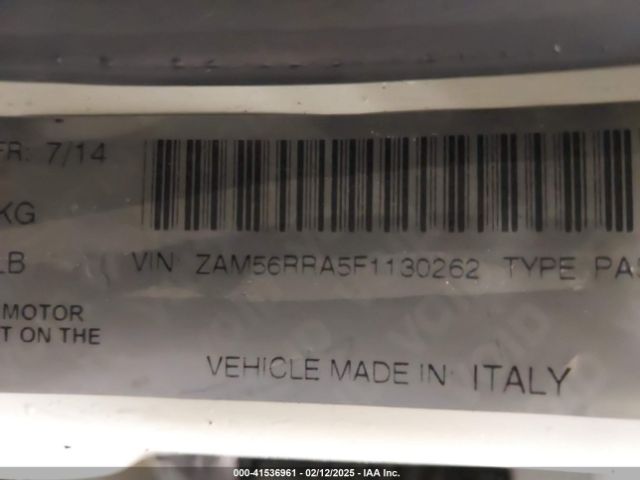 FR: 7/14
KG
LB
VIN: ZAM56RRA5F1130262 TYPE PAS
MOTOR
T ON THE
VEHICLE MADE IN: ITALY
000-41536961 - 02/12/2025 - IAA Inc.